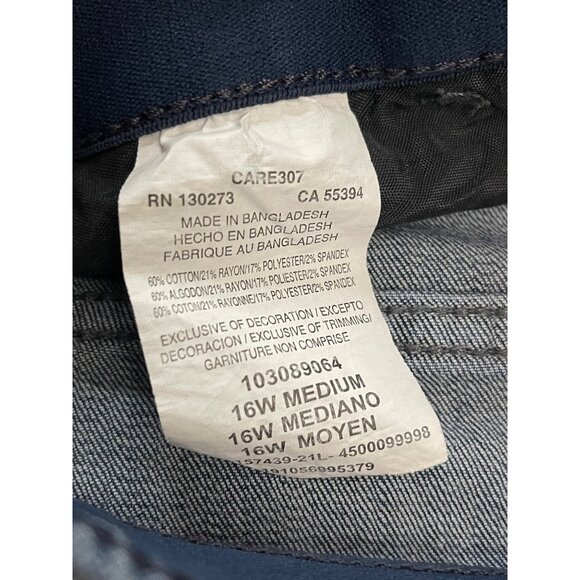 CARE307
RN 130273 CA 55394
MADE IN BANGLADESH
HECHO EN BANGLADESH
FABRIQUE AU BANGLADESH
60% COTTON/21% RAYON/17% POLYESTER/2% SPANDEX
60% ALGODON/21% RAYON/17% POLIESTER/2% SPANDEX
60% COTON/21% RAYONNE/17% POLYESTER/2% SPANDEX
EXCLUSIVE OF DECORATION / EXCEPTO
DECORACION / EXCLUSIVE OF TRIMMING/
GARNITURE NON COMPRISE
103089064
16W MEDIUM
16W MEDIANO
16W MOYEN
57439-21L- 4500099998
191056995379